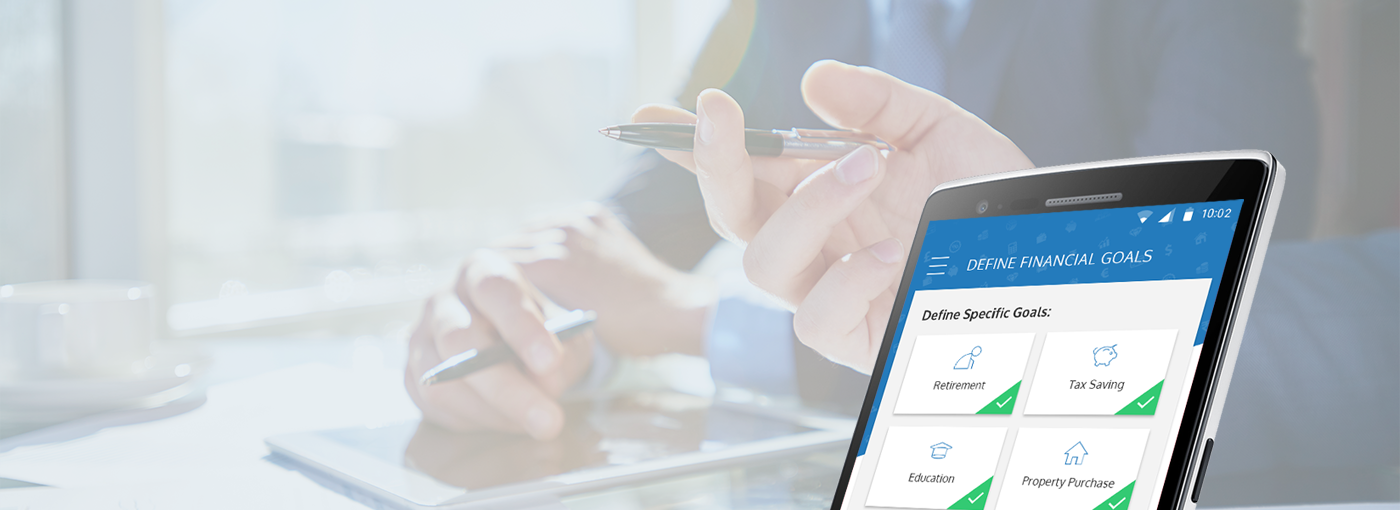 10:02
DEFINE FINANCIAL GOALS
Define Specific Goals:
Retirement
Tax Saving
Education
Property Purchase